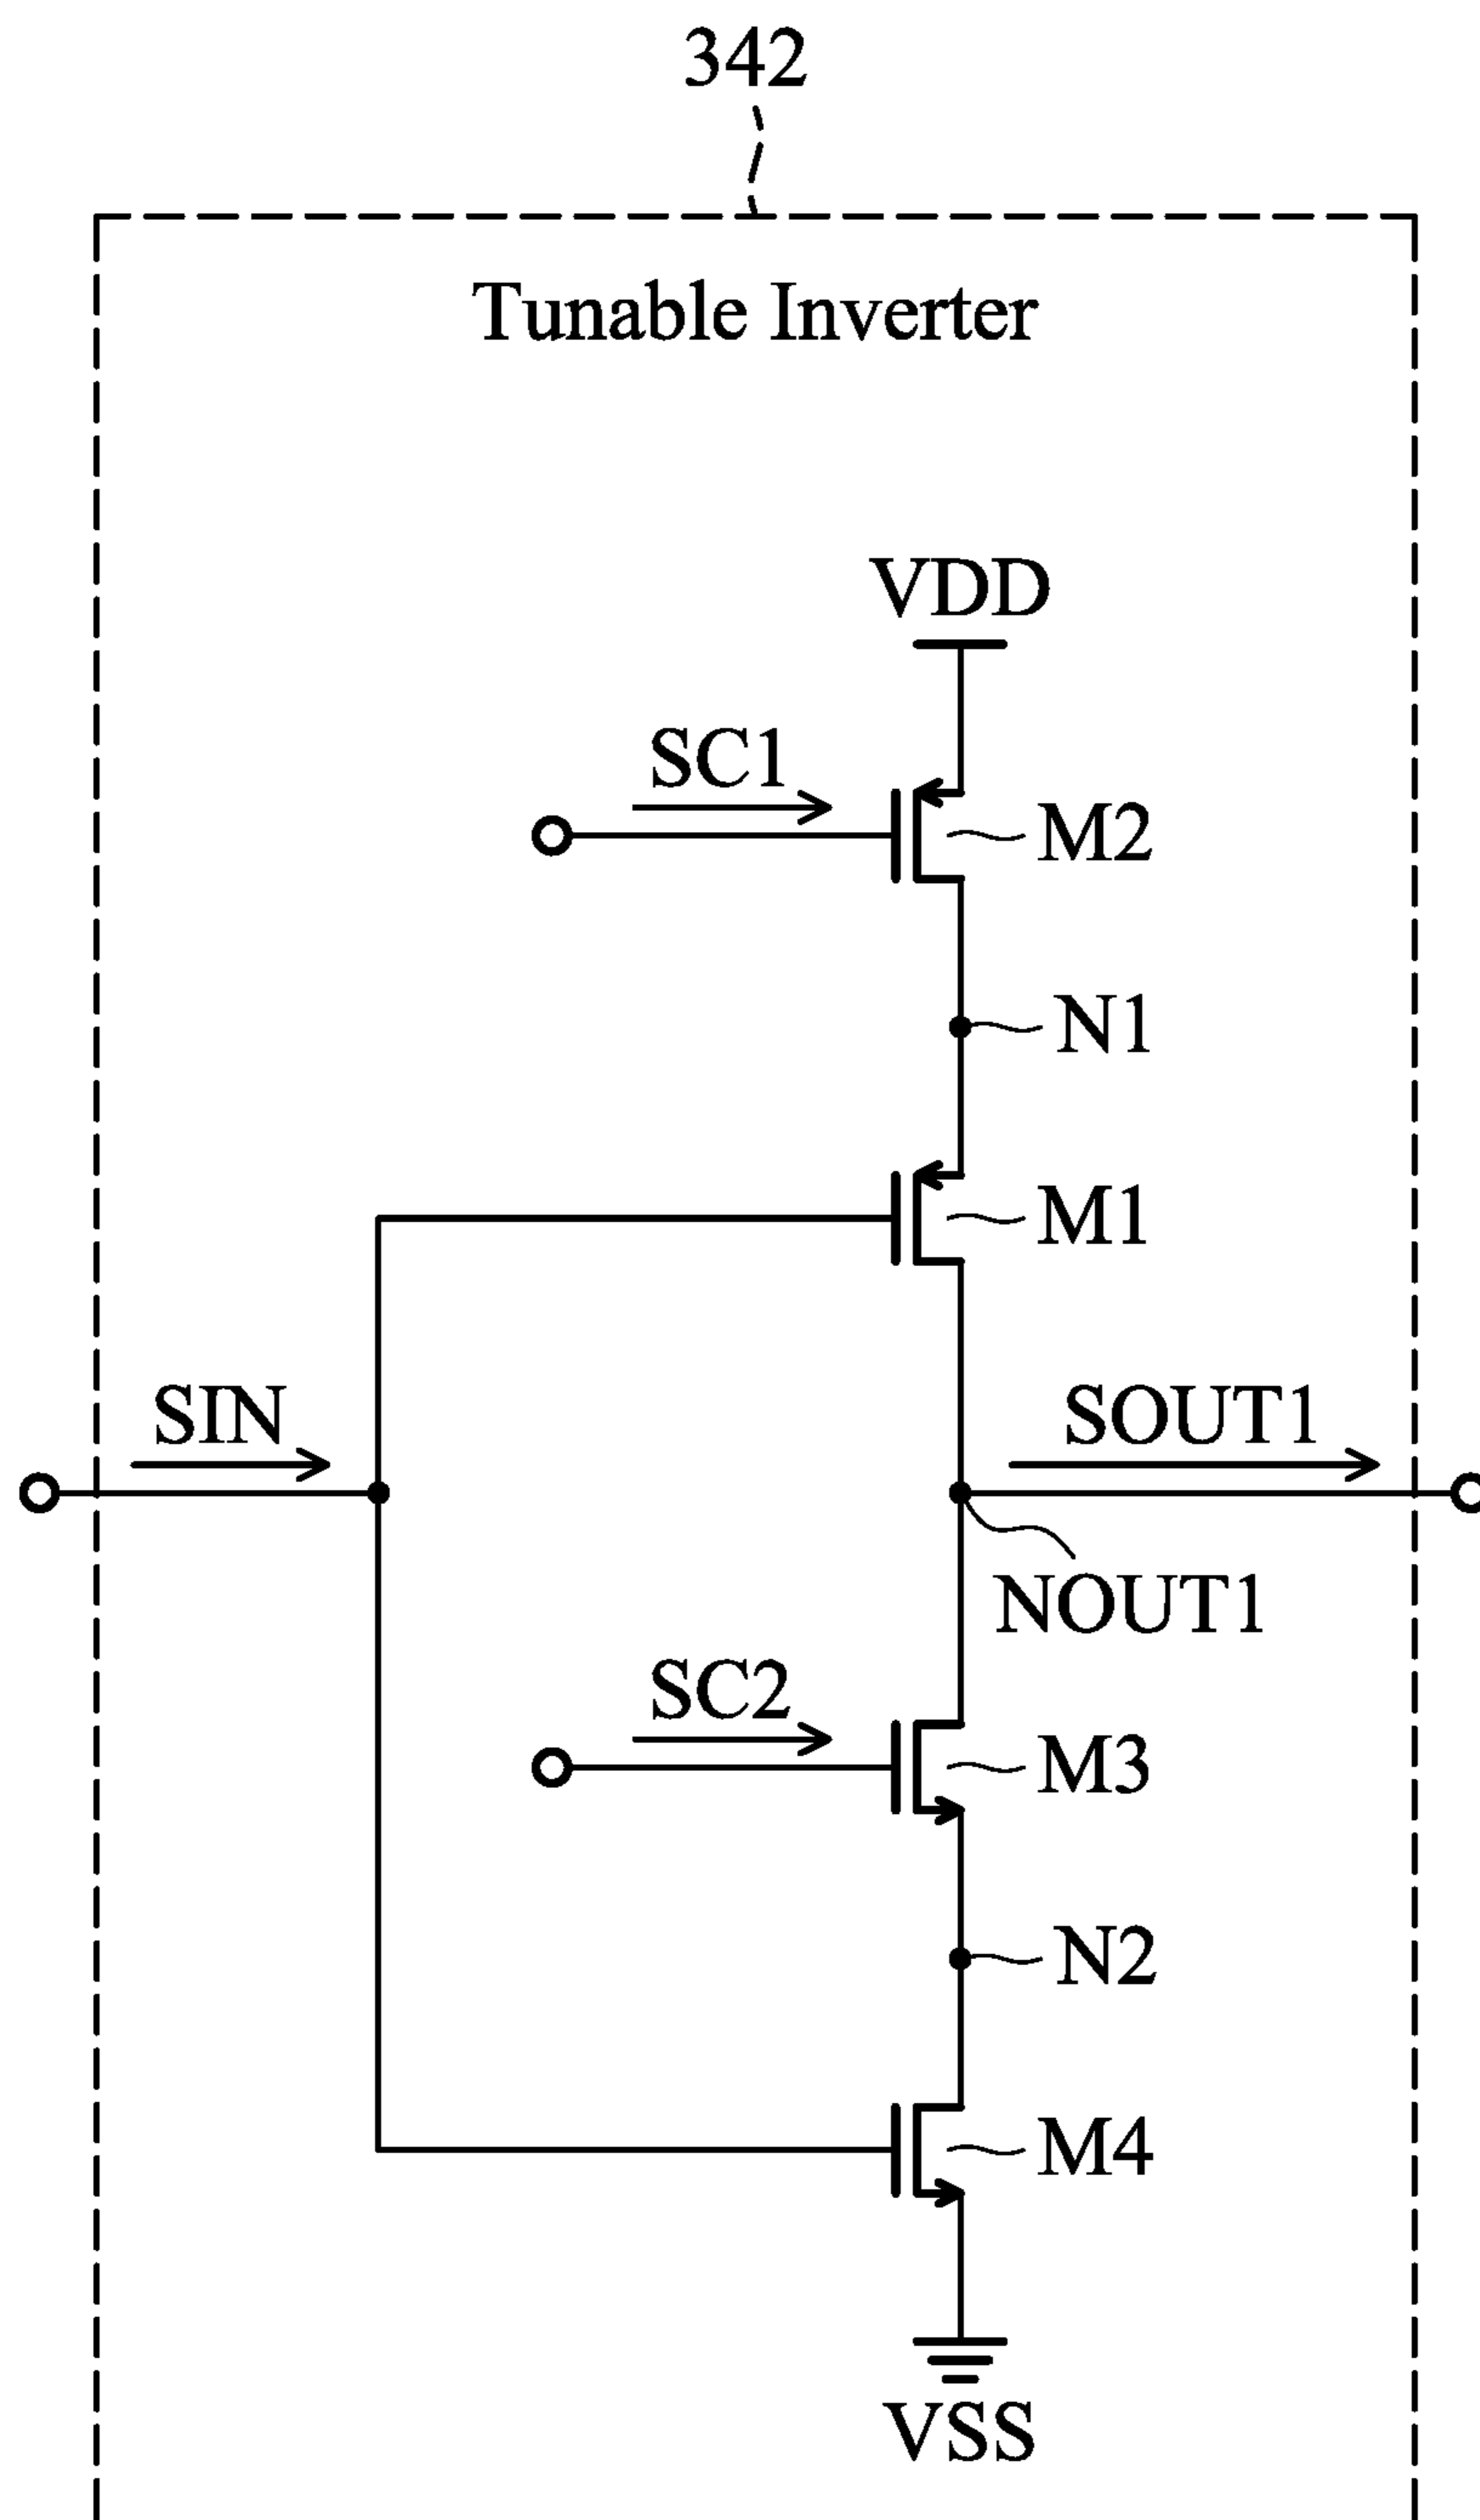 342
Tunable Inverter
VDD
SC1
M2
N1
M1
SIN
SOUT1
NOUT1
SC2
M3
N2
M4
VSS